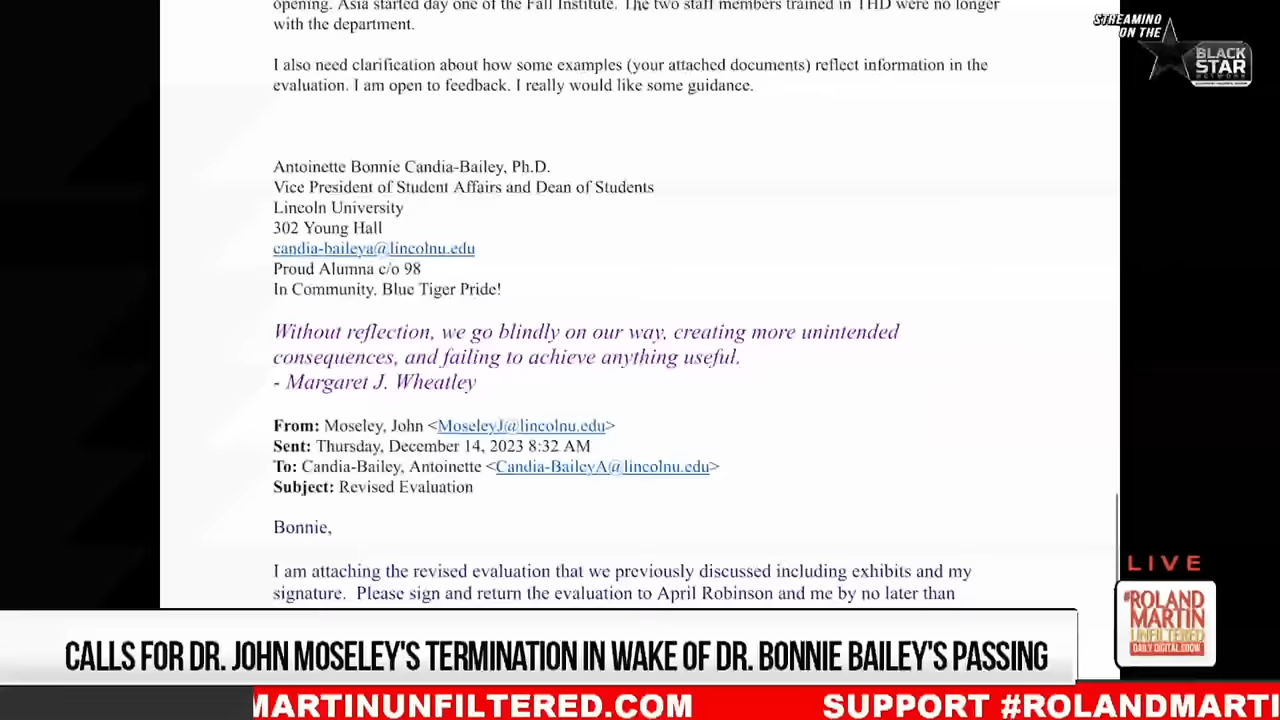 opening. Asia started day one of the Fall Institute. The two staff members trained in THD were no longer
with the department.
I also need clarification about how some examples (your attached documents) reflect information in the
evaluation. I am open to feedback. I really would like some guidance.
Antoinette Bonnie Candia-Bailey, Ph.D.
Vice President of Student Affairs and Dean of Students
Lincoln University
302 Young Hall
candia-baileya@lincolnu.edu
Proud Alumna c/o 98
In Community, Blue Tiger Pride!
Without reflection, we go blindly on our way, creating more unintended
consequences, and failing to achieve anything useful.
- Margaret J. Wheatley
From: Moseley, John <MoseleyJ@lincolnu.edu>
Sent: Thursday, December 14, 2023 8:32 AM
To: Candia-Bailey, Antoinette <Candia-BaileyA@lincolnu.edu>
Subject: Revised Evaluation
Bonnie,
I am attaching the revised evaluation that we previously discussed including exhibits and my
signature. Please sign and return the evaluation to April Robinson and me by no later than
STREAMING
ON THE
BLACK
STAR
NETWORK
LIVE
#ROLAND
MARTIN
UNFILTERED
DAILY DIGITAL SHOW
CALLS FOR DR. JOHN MOSELEY'S TERMINATION IN WAKE OF DR. BONNIE BAILEY'S PASSING
MARTINUNFILTERED.COM SUPPORT #ROLANDMARTI